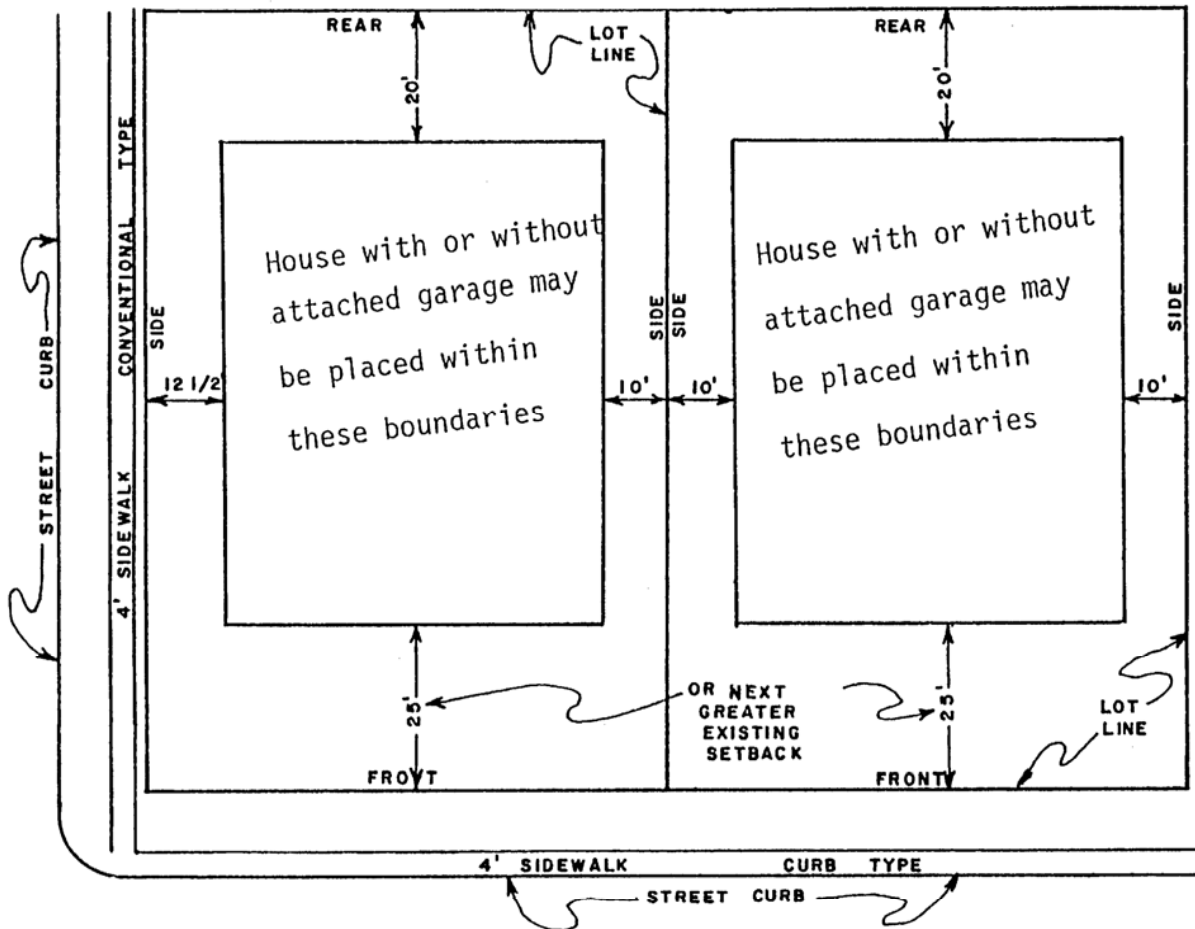 REAR
LOT
LINE
REAR
20'
20'
CONVENTIONAL TYPE
4' SIDEWALK
STREET CURB
SIDE
House with or without
attached garage may
be placed within
these boundaries
SIDE
SIDE
House with or without
attached garage may
be placed within
these boundaries
SIDE
12 1/2'
10'
10'
10'
25'
OR NEXT
GREATER
EXISTING
SETBACK
25'
LOT
LINE
FRONT
FRONT
4' SIDEWALK CURB TYPE
STREET CURB